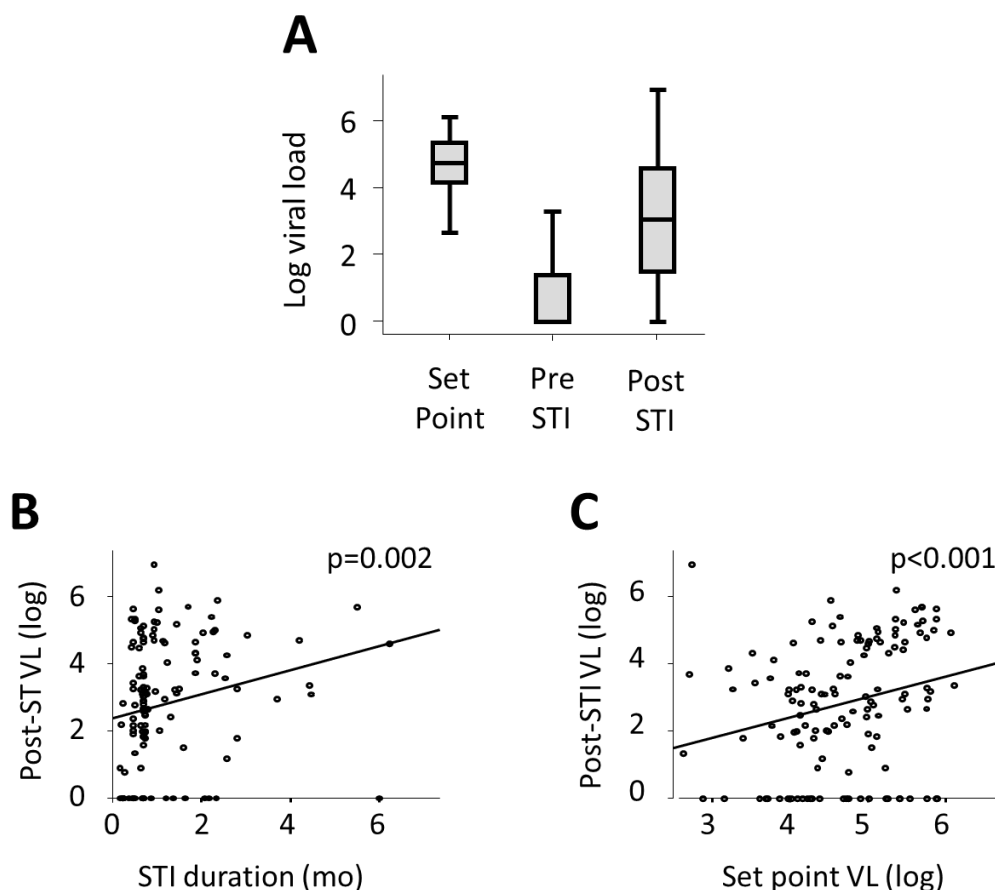 A
Log viral load
6
4
2
0
Set
Point
Pre
STI
Post
STI
B
p=0.002
Post-ST VL (log)
6
4
2
0
0 2 4 6
STI duration (mo)
C
p<0.001
Post-STI VL (log)
6
4
2
0
3 4 5 6
Set point VL (log)